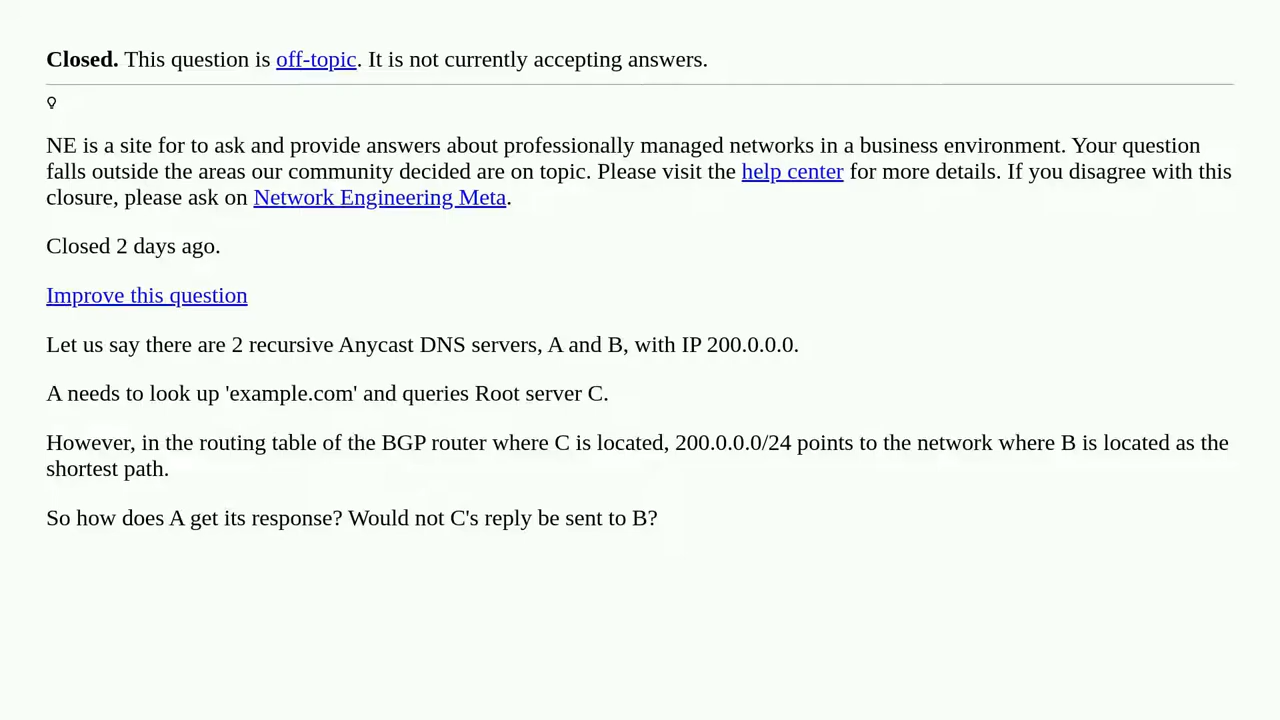 Closed. This question is off-topic. It is not currently accepting answers.
NE is a site for to ask and provide answers about professionally managed networks in a business environment. Your question
falls outside the areas our community decided are on topic. Please visit the help center for more details. If you disagree with this
closure, please ask on Network Engineering Meta.
Closed 2 days ago.
Improve this question
Let us say there are 2 recursive Anycast DNS servers, A and B, with IP 200.0.0.0.
A needs to look up 'example.com' and queries Root server C.
However, in the routing table of the BGP router where C is located, 200.0.0.0/24 points to the network where B is located as the
shortest path.
So how does A get its response? Would not C's reply be sent to B?